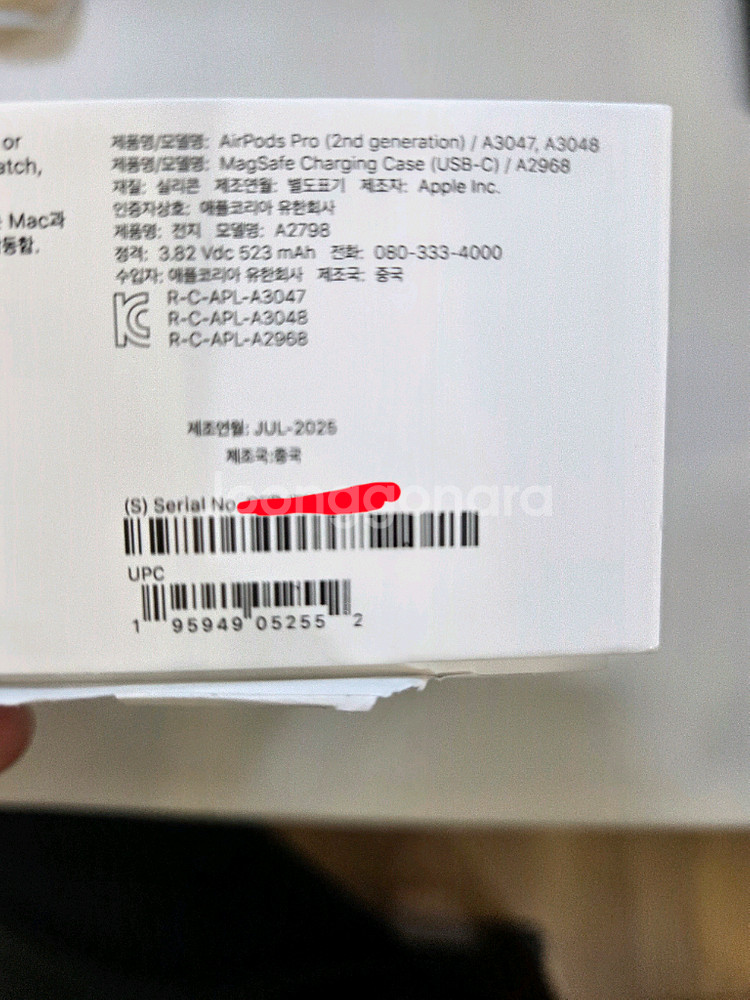 or
atch,
Mac과
동함.
제품명/모델명: AirPods Pro (2nd generation) / A3047, A3048
제품명/모델명: MagSafe Charging Case (USB-C) / A2968
재질: 실리콘 제조연월: 별도표기 제조자: Apple Inc.
인증자상호: 애플코리아 유한회사
제품명: 전지 모델명: A2798
정격: 3.82 Vdc 523 mAh 전화: 080-333-4000
수입자: 애플코리아 유한회사 제조국: 중국
R-C-APL-A3047
R-C-APL-A3048
R-C-APL-A2968
제조연월: JUL-2025
제조국:중국
(S) Serial No
joonggonara
UPC
1 95949 05255 2